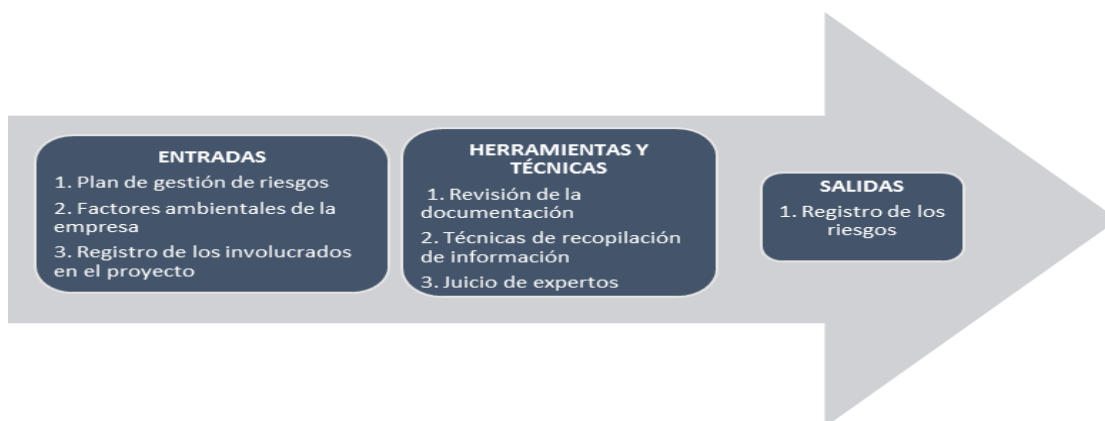 ENTRADAS
1. Plan de gestión de riesgos
2. Factores ambientales de la
empresa
3. Registro de los involucrados
en el proyecto
HERRAMIENTAS Y
TÉCNICAS
1. Revisión de la
documentación
2. Técnicas de recopilación
de información
3. Juicio de expertos
SALIDAS
1. Registro de los
riesgos